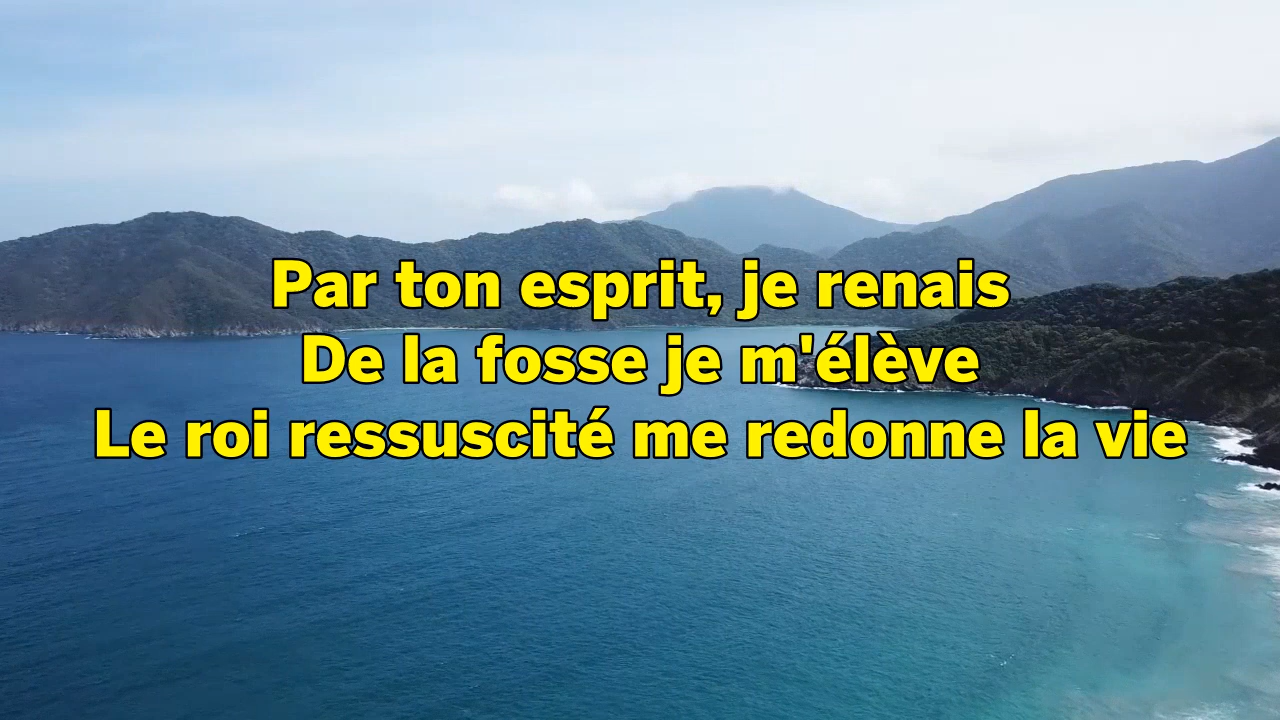 Par ton esprit, je renais
De la fosse je m'élève
Le roi ressuscité me redonne la vie